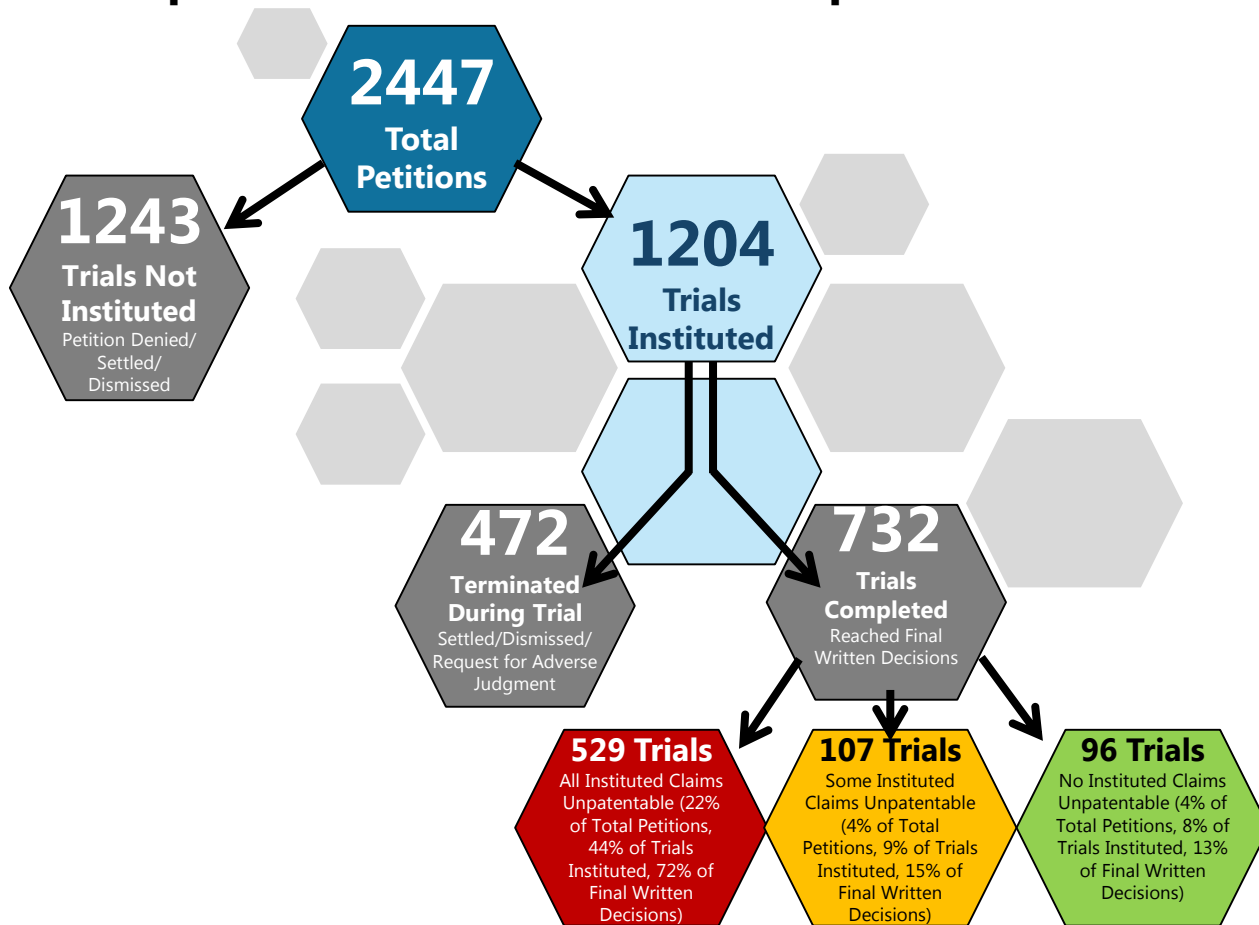 2447
Total
Petitions
1243
Trials Not
Instituted
Petition Denied/
Settled/
Dismissed
1204
Trials
Instituted
472
Terminated
During Trial
Settled/Dismissed/
Request for Adverse
Judgment
732
Trials
Completed
Reached Final
Written Decisions
529 Trials
All Instituted Claims
Unpatentable (22%
of Total Petitions,
44% of Trials
Instituted, 72% of
Final Written
Decisions)
107 Trials
Some Instituted
Claims Unpatentable
(4% of Total
Petitions, 9% of Trials
Instituted, 15% of
Final Written
Decisions)
96 Trials
No Instituted Claims
Unpatentable (4% of
Total Petitions, 8% of
Trials Instituted, 13%
of Final Written
Decisions)